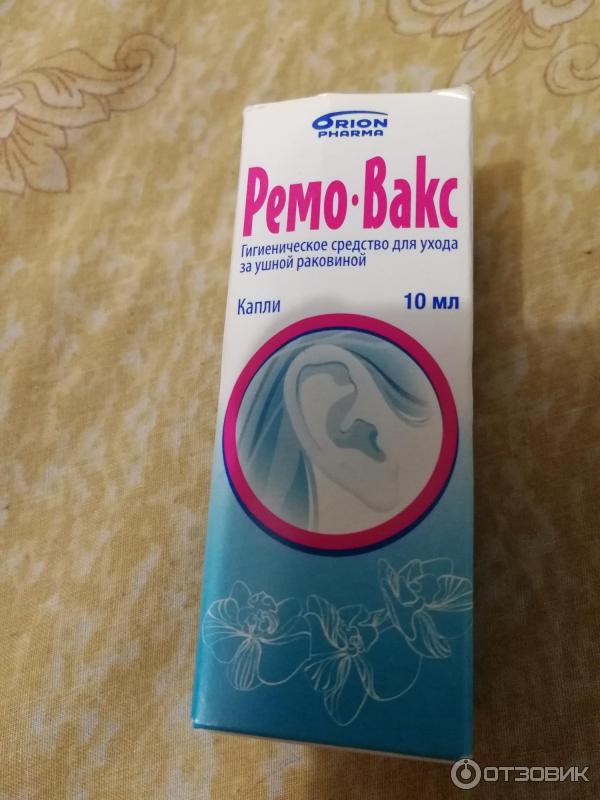 ORION
PHARMA
Ремо·Вакс
Гигиеническое средство для ухода
за ушной раковиной
Капли 10 мл
ОТЗОВИК